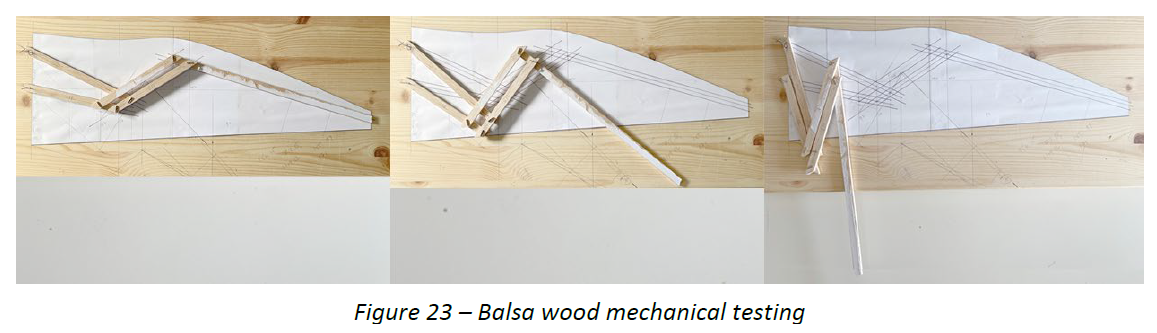 Figure 23 – Balsa wood mechanical testing